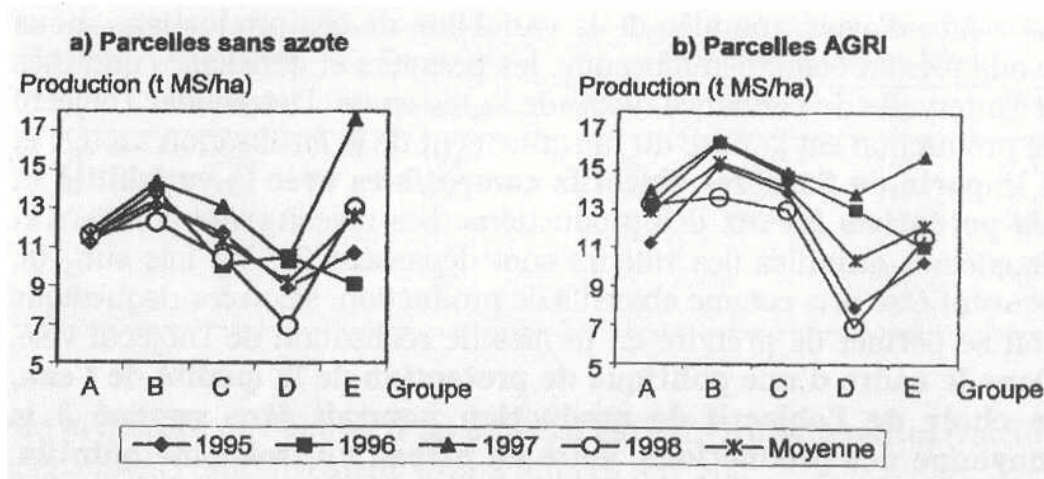 a) Parcelles sans azote
Production (t MS/ha)
17
15
13
11
9
7
5
A B C D E Groupe
b) Parcelles AGRI
Production (t MS/ha)
17
15
13
11
9
7
5
A B C D E Groupe
1995 1996 1997 1998 Moyenne